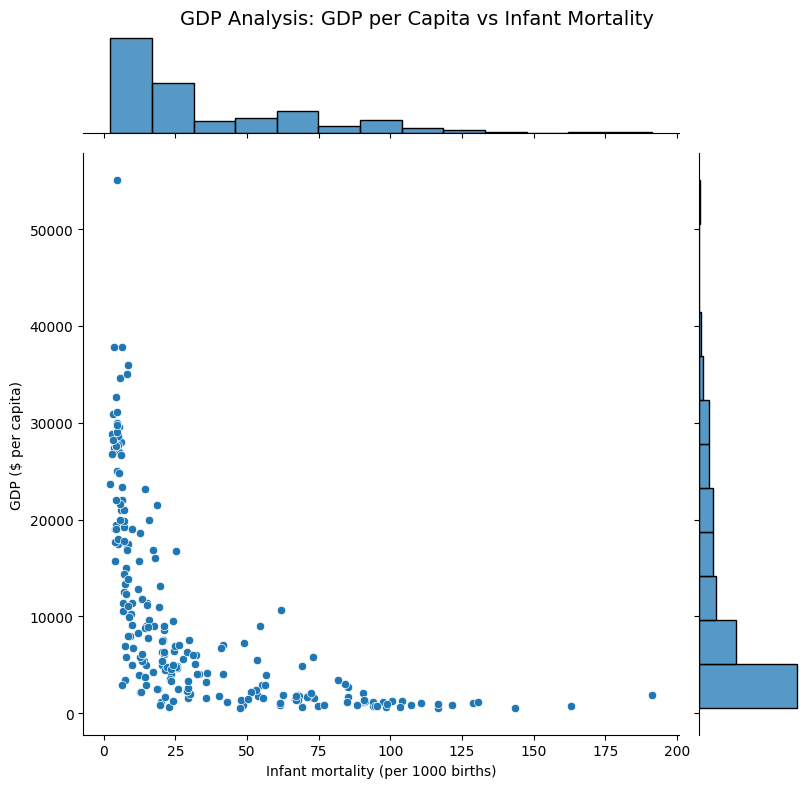 GDP Analysis: GDP per Capita vs Infant Mortality
50000
40000
30000
20000
10000
0
GDP ($ per capita)
0 25 50 75 100 125 150 175 200
Infant mortality (per 1000 births)